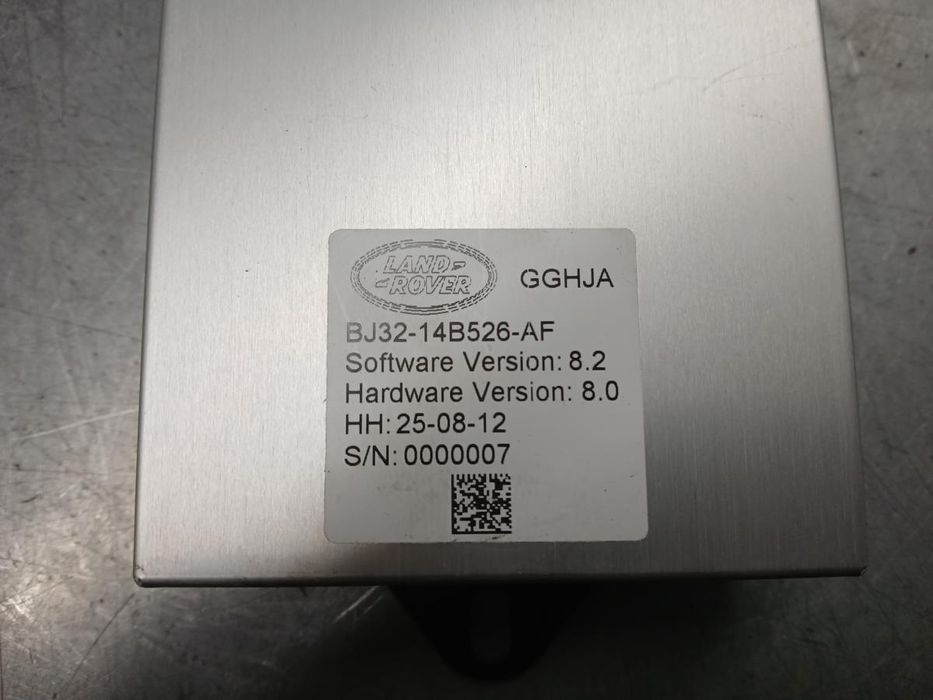 LAND-
-ROVER
GGHJA
BJ32-14B526-AF
Software Version: 8.2
Hardware Version: 8.0
HH: 25-08-12
S/N: 0000007